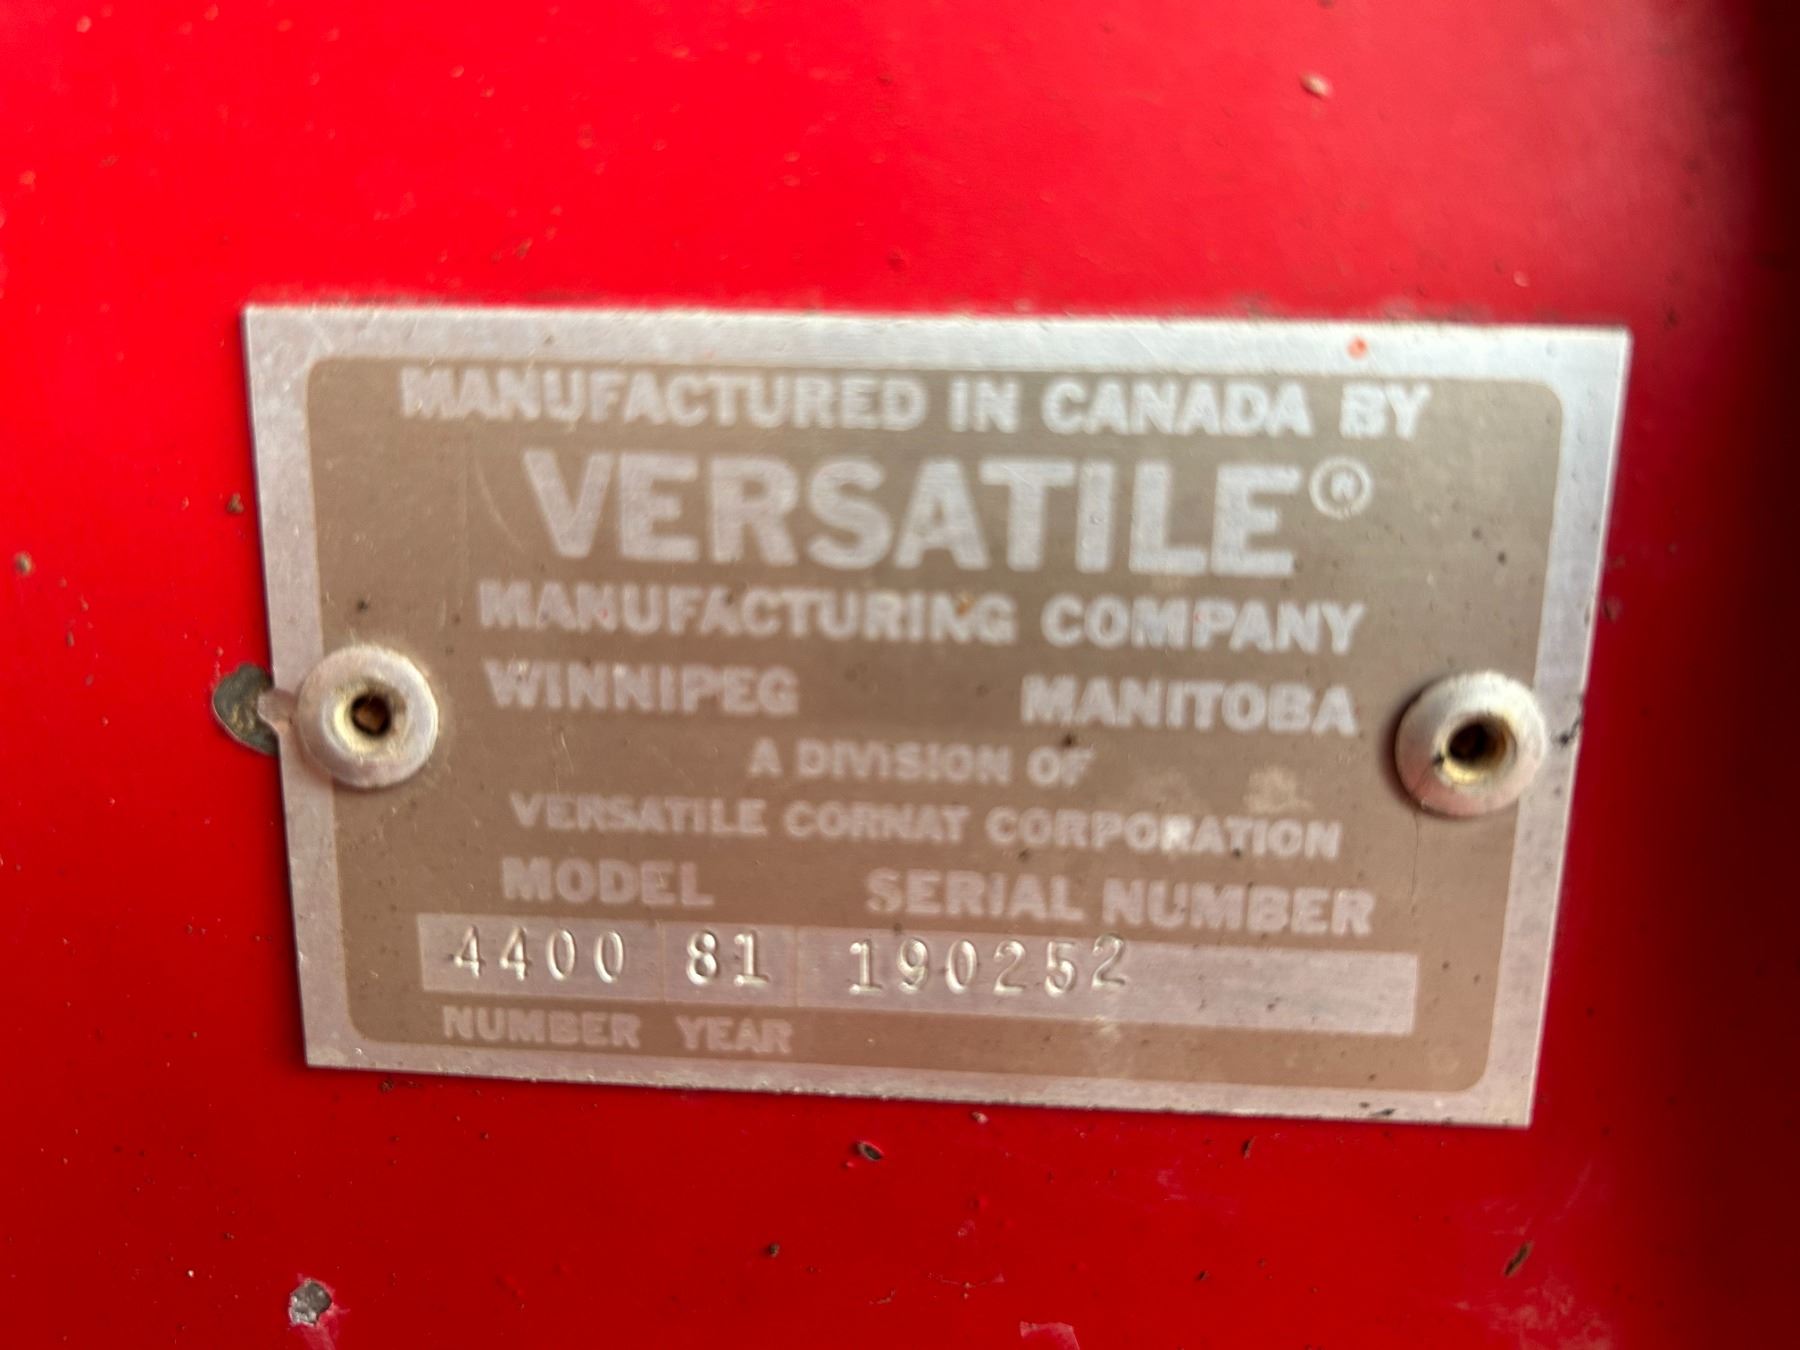 MANUFACTURED IN CANADA BY
VERSATILE®
MANUFACTURING COMPANY
WINNIPEG MANITOBA
A DIVISION OF
VERSATILE CORNAT CORPORATION
MODEL SERIAL NUMBER
4400 81 190252
NUMBER YEAR